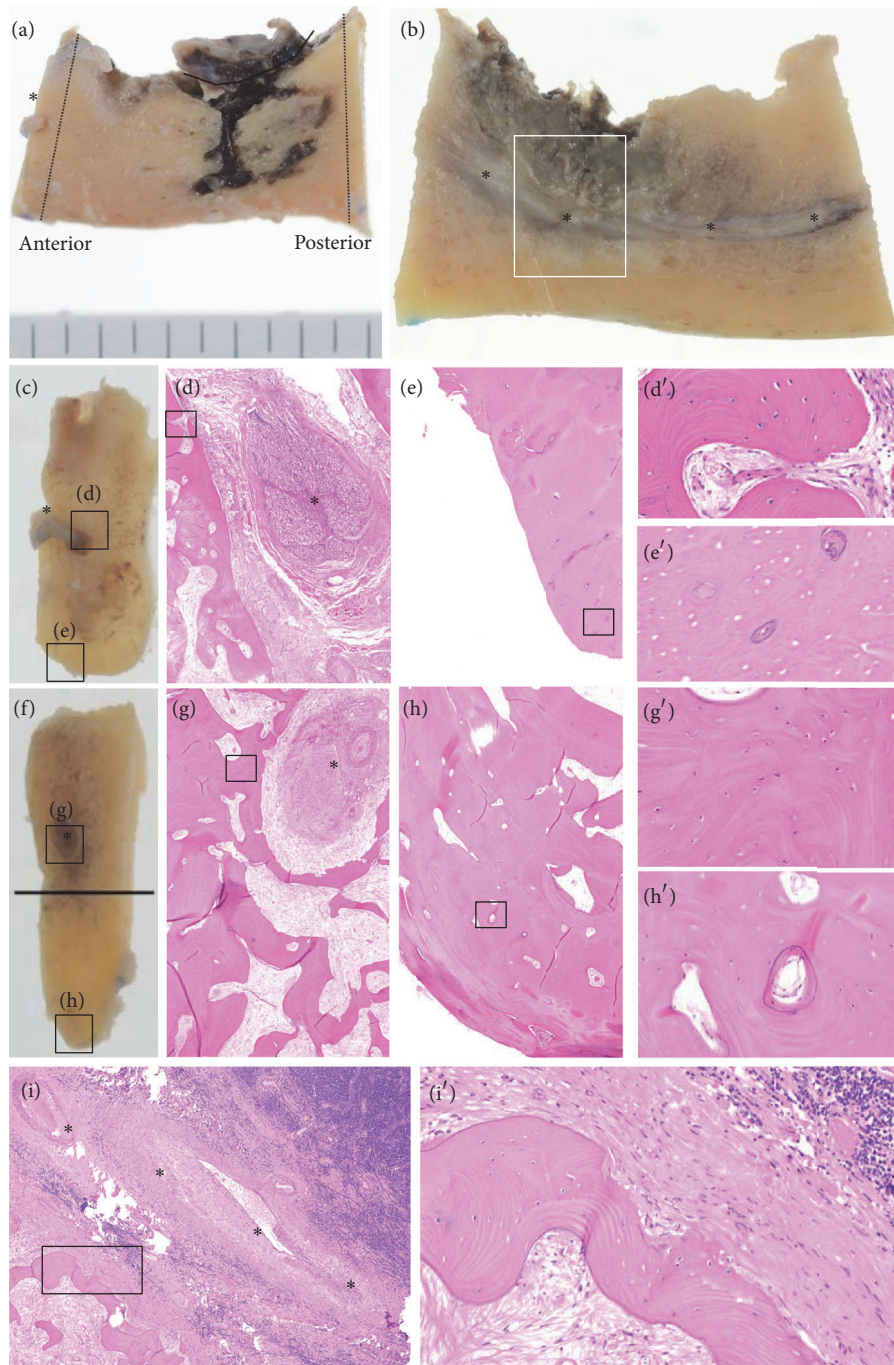 (a)
(b)
*
Anterior
Posterior
* * * *
(c)
(d)
(e)
(d′)
*
(d)
(e)
*
(e′)
(f)
(g)
(h)
(g′)
(g)
*
(h)
*
(h′)
(i)
(i′)
* * * *